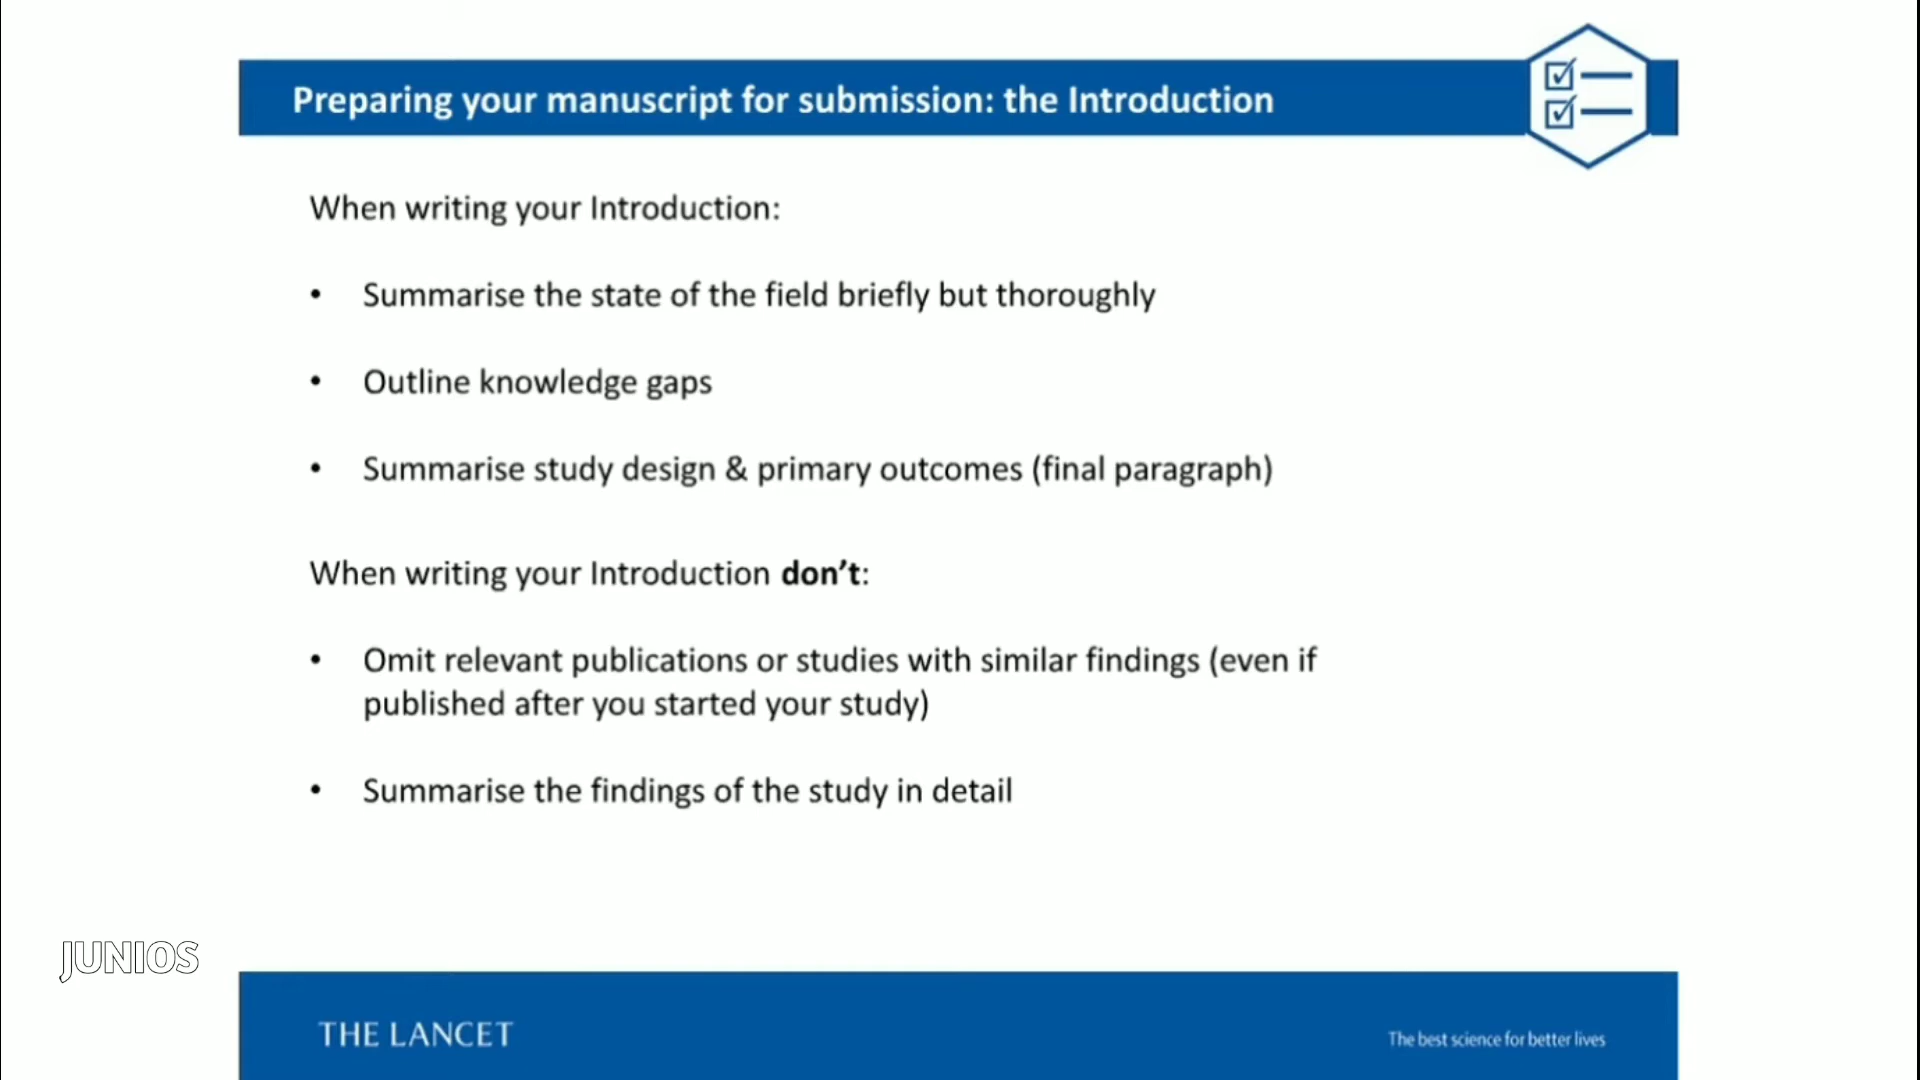 Preparing your manuscript for submission: the Introduction
When writing your Introduction:
• Summarise the state of the field briefly but thoroughly
• Outline knowledge gaps
• Summarise study design & primary outcomes (final paragraph)
When writing your Introduction don’t:
• Omit relevant publications or studies with similar findings (even if
published after you started your study)
• Summarise the findings of the study in detail
JUNIOS
THE LANCET
The best science for better lives